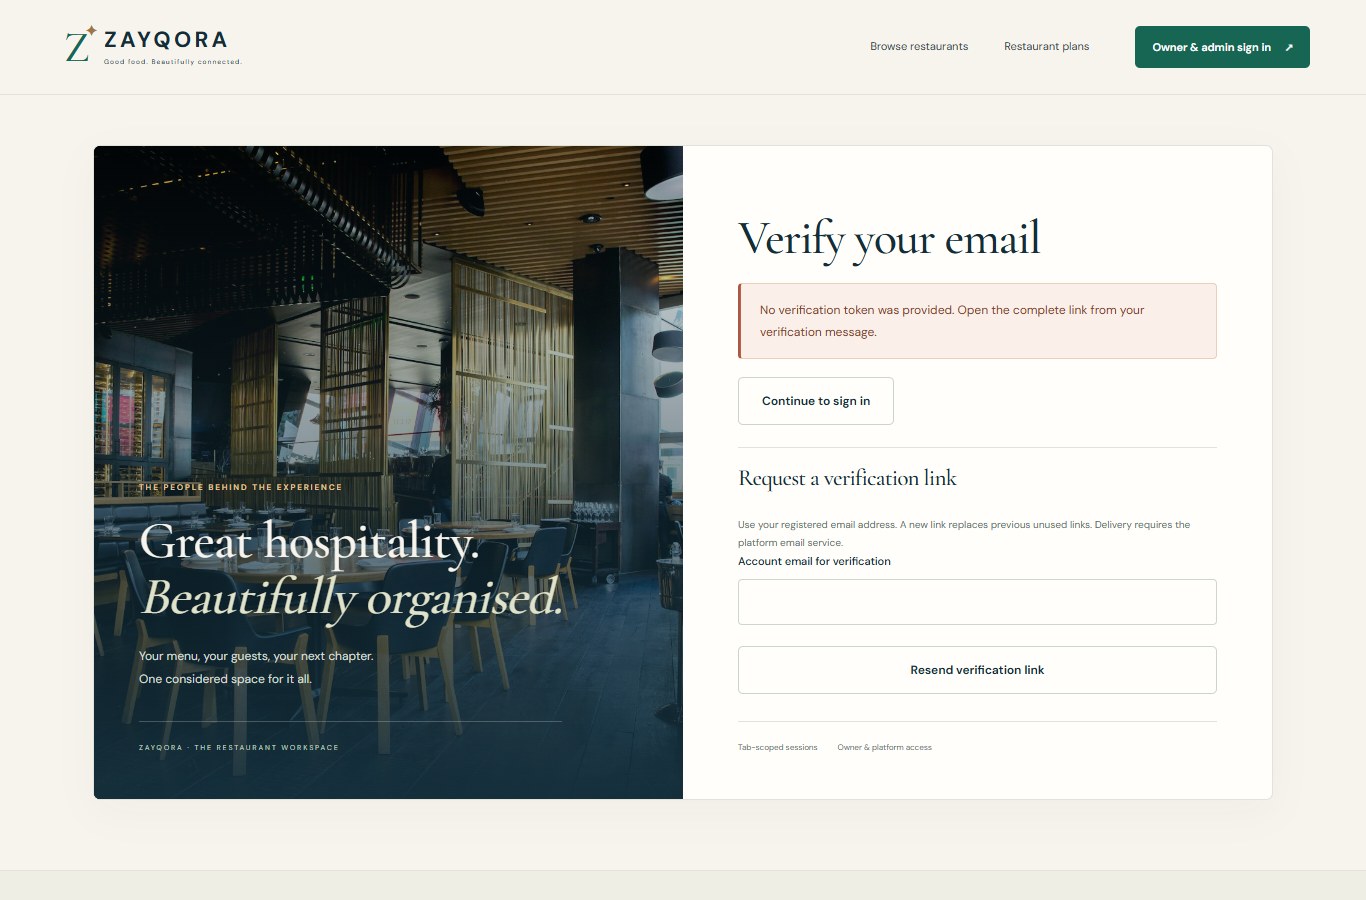 ZAYQORA
Good food. Beautifully connected.
Browse restaurants
Restaurant plans
Owner & admin sign in ↗
THE PEOPLE BEHIND THE EXPERIENCE
Great hospitality.
Beautifully organised.
Your menu, your guests, your next chapter.
One considered space for it all.
ZAYQORA · THE RESTAURANT WORKSPACE
Verify your email
No verification token was provided. Open the complete link from your
verification message.
Continue to sign in
Request a verification link
Use your registered email address. A new link replaces previous unused links. Delivery requires the
platform email service.
Account email for verification
Resend verification link
Tab-scoped sessions
Owner & platform access